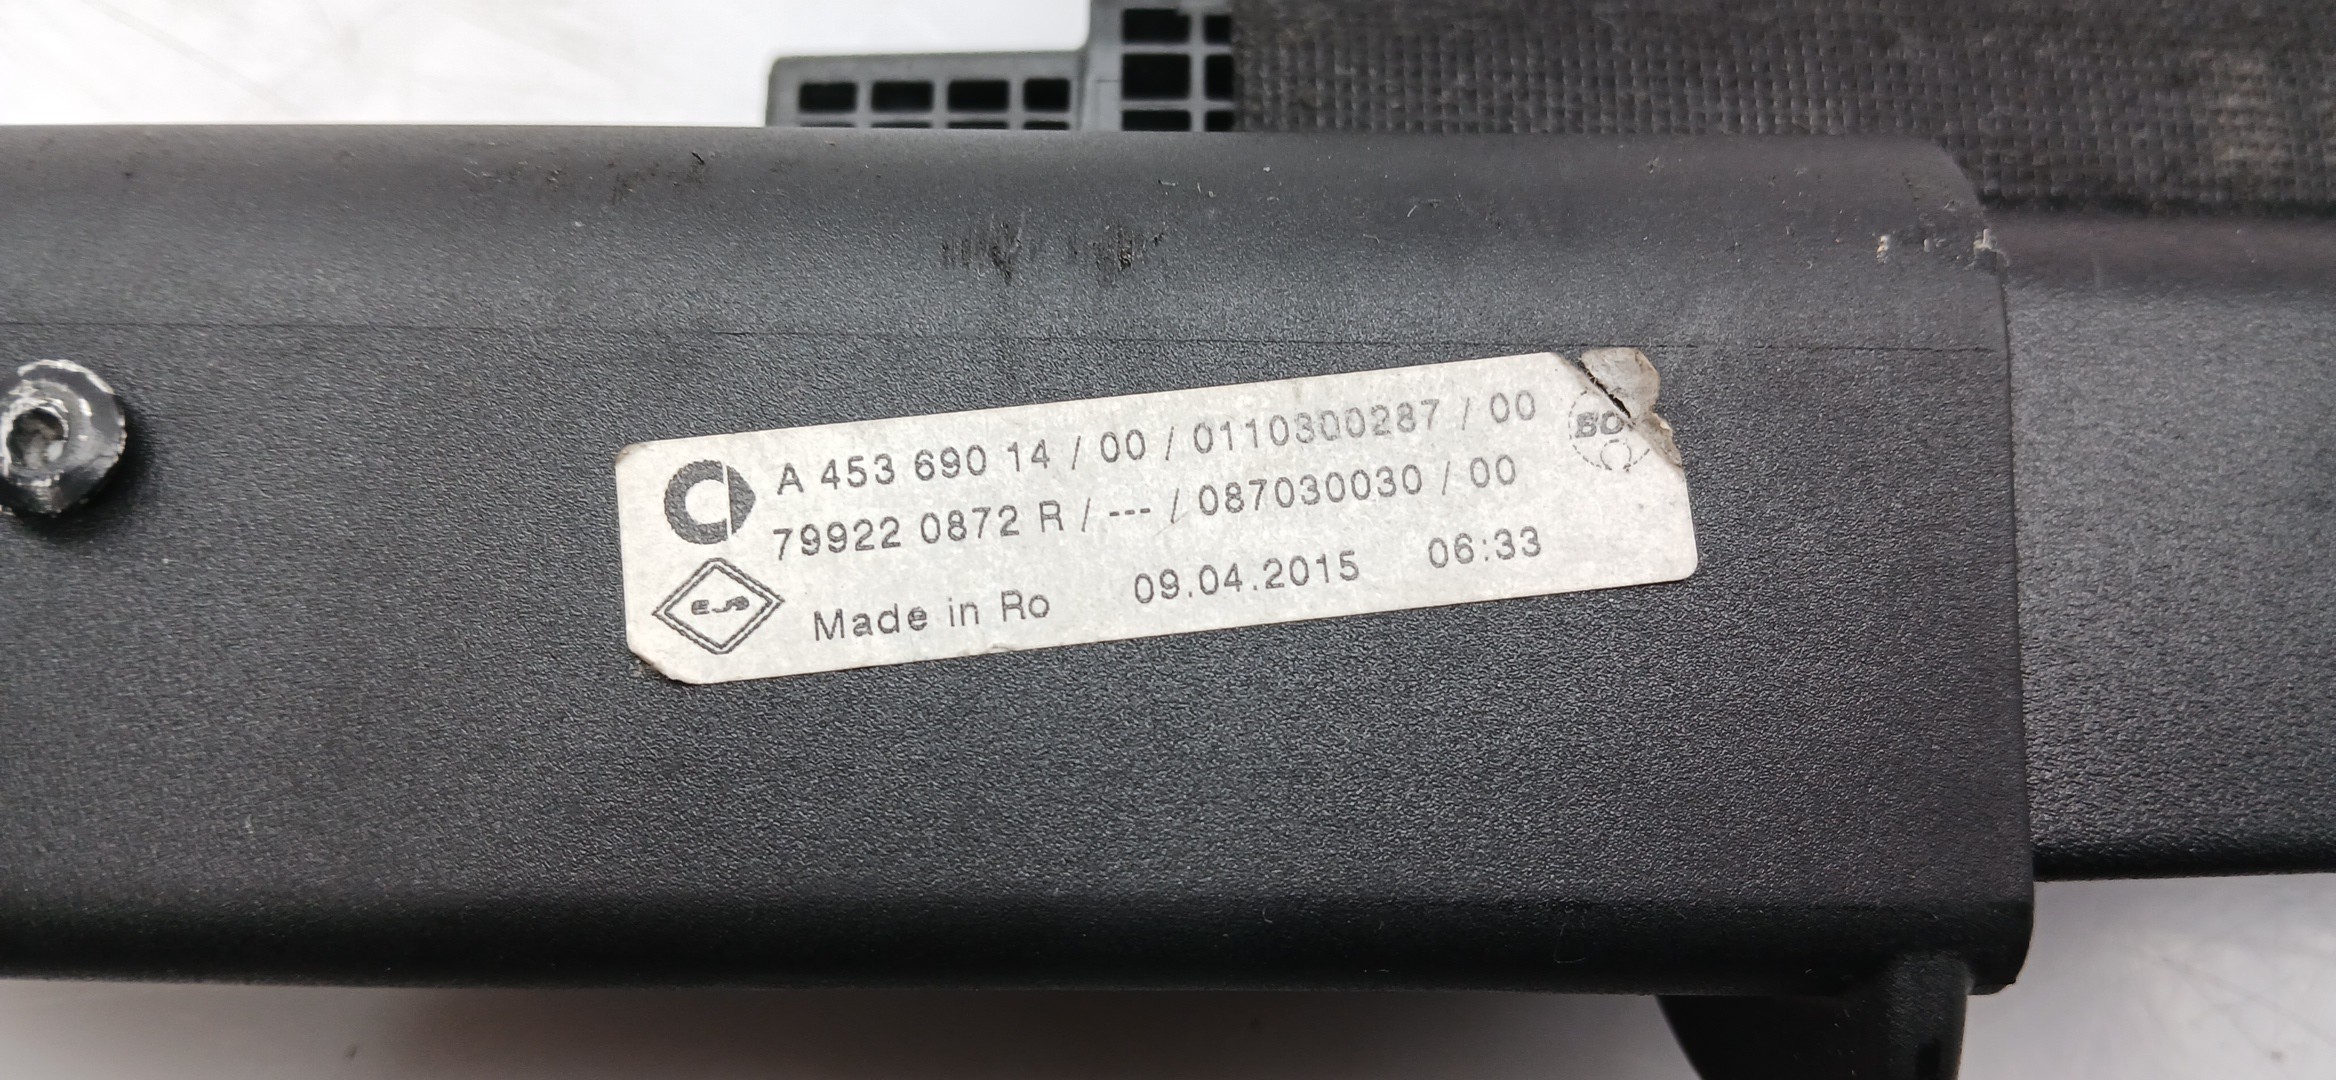 A 453 690 14 / 00 / 0110300287 / 00
79922 0872 R / --- / 087030030 / 00
Made in Ro 09.04.2015 06:33